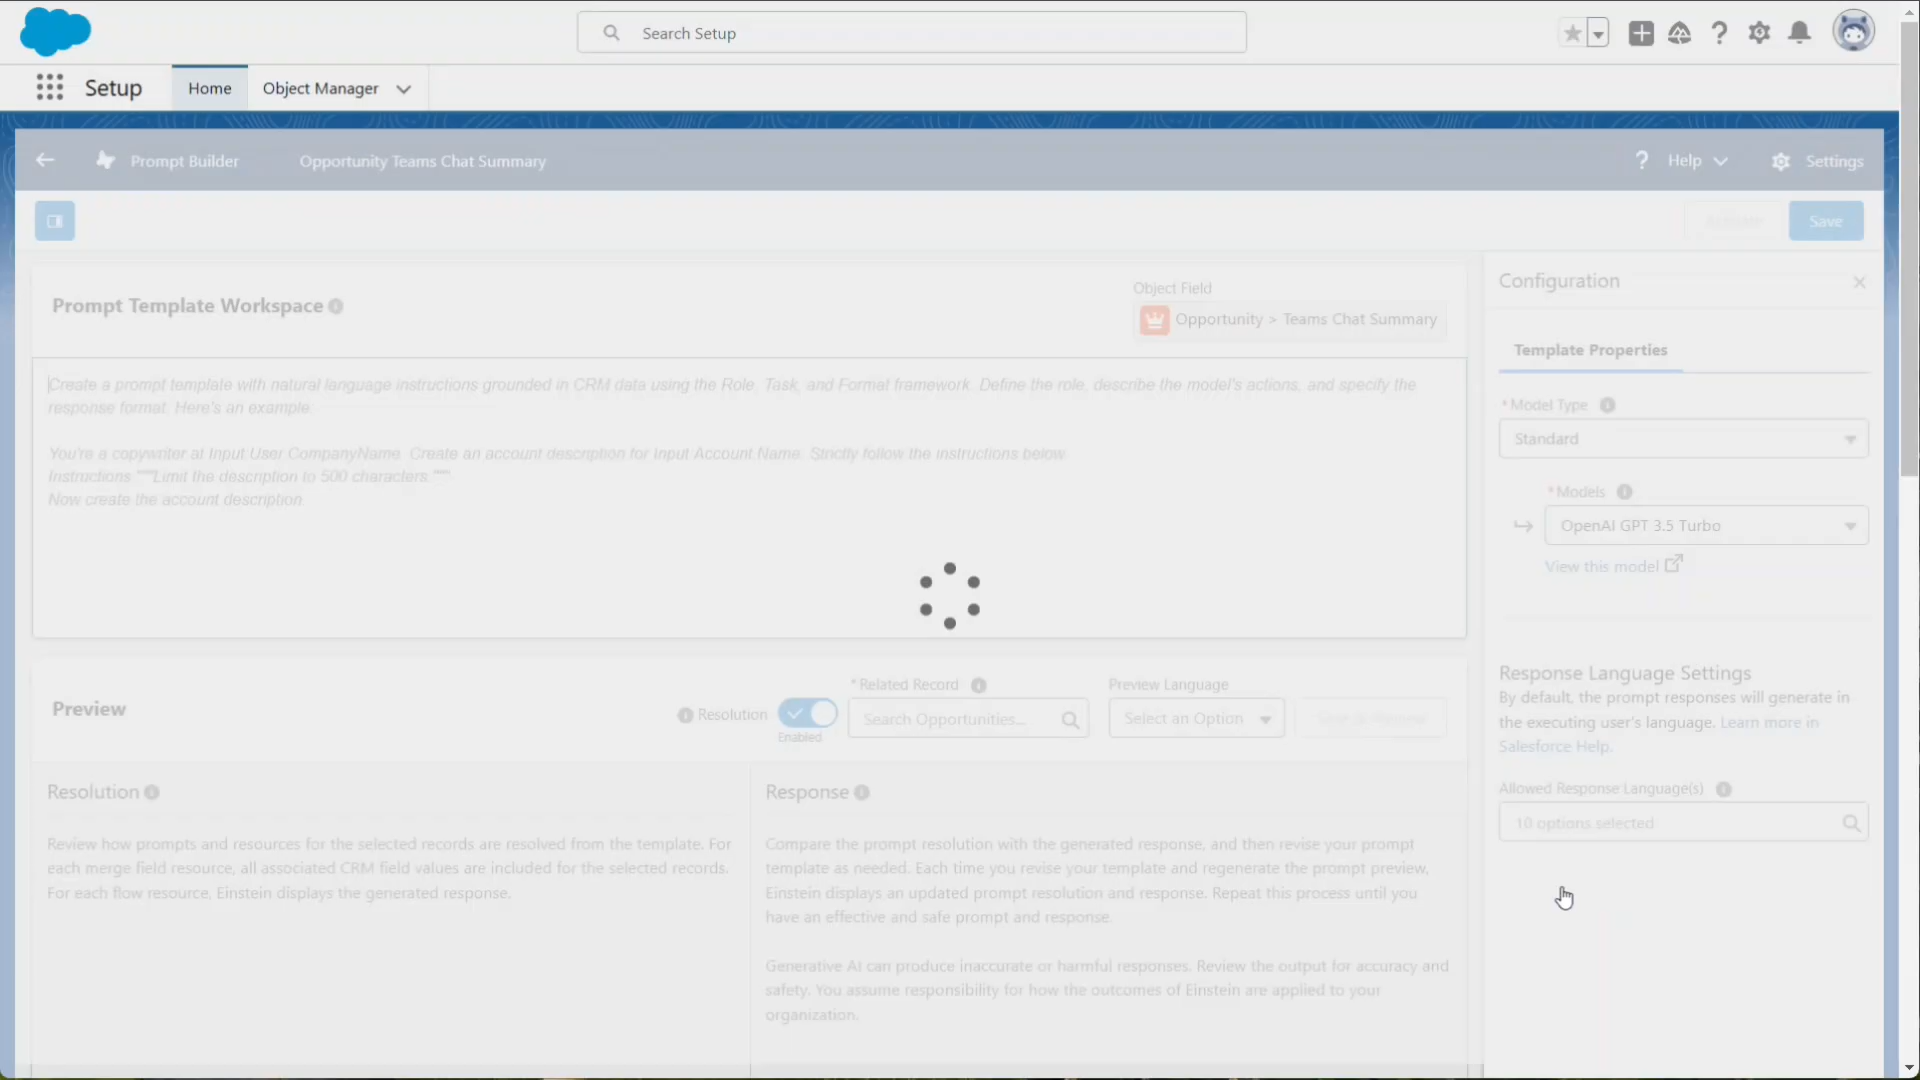 Search Setup
Setup
Home
Object Manager
Prompt Builder
Opportunity Teams Chat Summary
? Help
Settings
Save
Prompt Template Workspace
Object Field
Opportunity > Teams Chat Summary
Create a prompt template with natural language instructions grounded in CRM data using the Role, Task, and Format framework. Define the role, describe the model's actions, and specify the
response format. Here's an example:
You're a copywriter at Input User CompanyName. Create an account description for Input Account Name. Strictly follow the instructions below.
Instructions """Limit the description to 500 characters."""
Now create the account description.
Configuration
Template Properties
*Model Type
Standard
*Models
OpenAI GPT 3.5 Turbo
View this model
Response Language Settings
By default, the prompt responses will generate in
the executing user's language. Learn more in
Salesforce Help.
Allowed Response Language(s)
10 options selected
Preview
Resolution
Enabled
*Related Record
Search Opportunities...
Preview Language
Select an Option
Resolution
Review how prompts and resources for the selected records are resolved from the template. For
each merge field resource, all associated CRM field values are included for the selected records.
For each flow resource, Einstein displays the generated response.
Response
Compare the prompt resolution with the generated response, and then revise your prompt
template as needed. Each time you revise your template and regenerate the prompt preview,
Einstein displays an updated prompt resolution and response. Repeat this process until you
have an effective and safe prompt and response.
Generative AI can produce inaccurate or harmful responses. Review the output for accuracy and
safety. You assume responsibility for how the outcomes of Einstein are applied to your
organization.